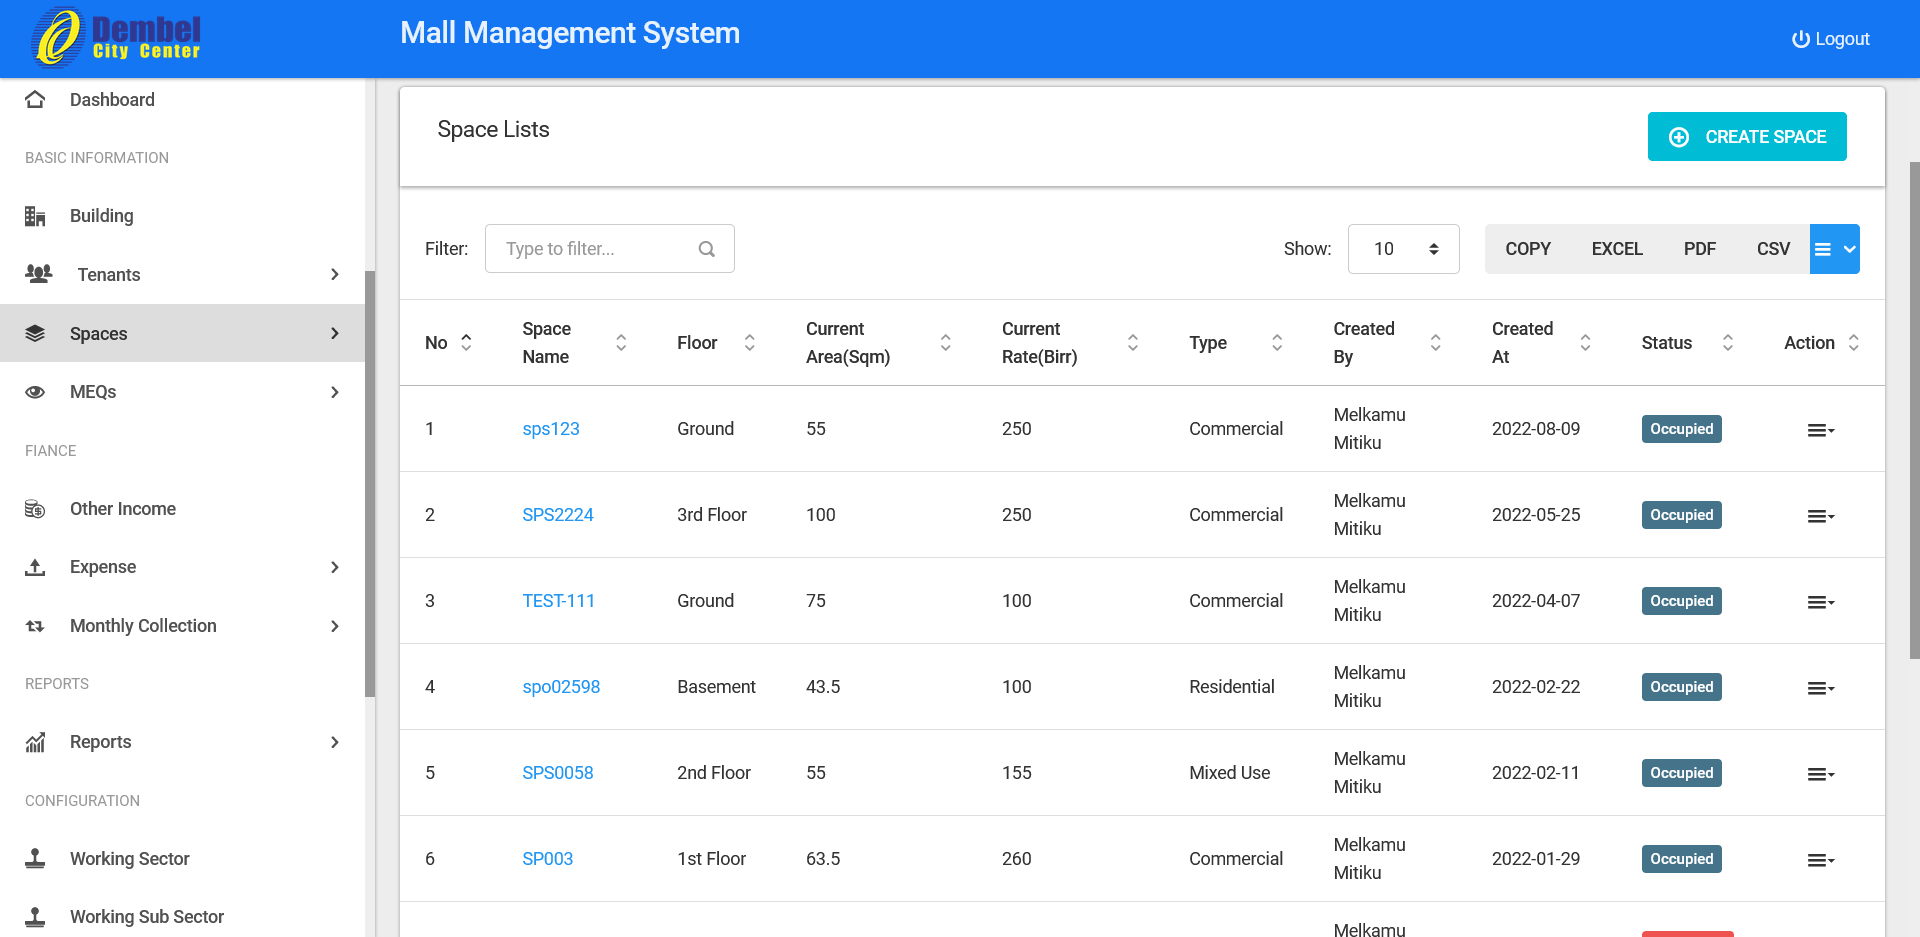 Dembel
City Center
Mall Management System
Logout
Dashboard
BASIC INFORMATION
Building
Tenants
Spaces
MEQs
FIANCE
Other Income
Expense
Monthly Collection
REPORTS
Reports
CONFIGURATION
Working Sector
Working Sub Sector
Space Lists
CREATE SPACE
Filter: Type to filter... Show: 10 COPY EXCEL PDF CSV
No Space Name Floor Current Area(Sqm) Current Rate(Birr) Type Created By Created At Status Action
1 sps123 Ground 55 250 Commercial Melkamu Mitiku 2022-08-09 Occupied
2 SPS2224 3rd Floor 100 250 Commercial Melkamu Mitiku 2022-05-25 Occupied
3 TEST-111 Ground 75 100 Commercial Melkamu Mitiku 2022-04-07 Occupied
4 spo02598 Basement 43.5 100 Residential Melkamu Mitiku 2022-02-22 Occupied
5 SPS0058 2nd Floor 55 155 Mixed Use Melkamu Mitiku 2022-02-11 Occupied
6 SP003 1st Floor 63.5 260 Commercial Melkamu Mitiku 2022-01-29 Occupied
Melkamu